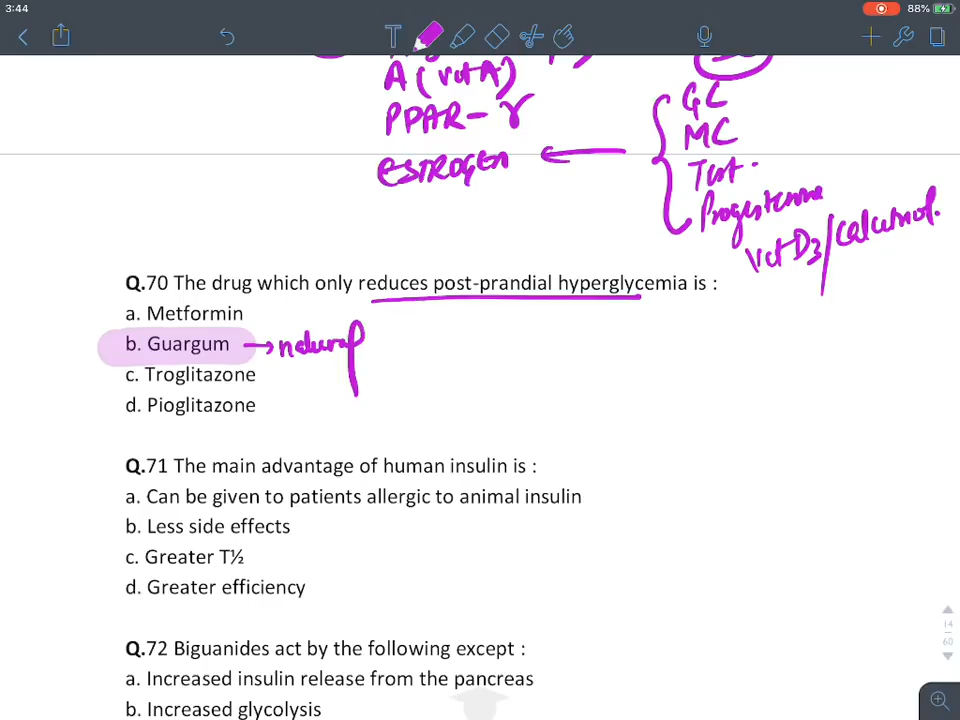 3:44
88%
T
A (vit A)
PPAR - γ
ESTROGEN
GC
MC
Test.
Progesterone
vit D3/calcitriol.
Q.70 The drug which only reduces post-prandial hyperglycemia is :
a. Metformin
b. Guargum → natural
c. Troglitazone
d. Pioglitazone
Q.71 The main advantage of human insulin is :
a. Can be given to patients allergic to animal insulin
b. Less side effects
c. Greater T½
d. Greater efficiency
14
60
Q.72 Biguanides act by the following except :
a. Increased insulin release from the pancreas
b. Increased glycolysis